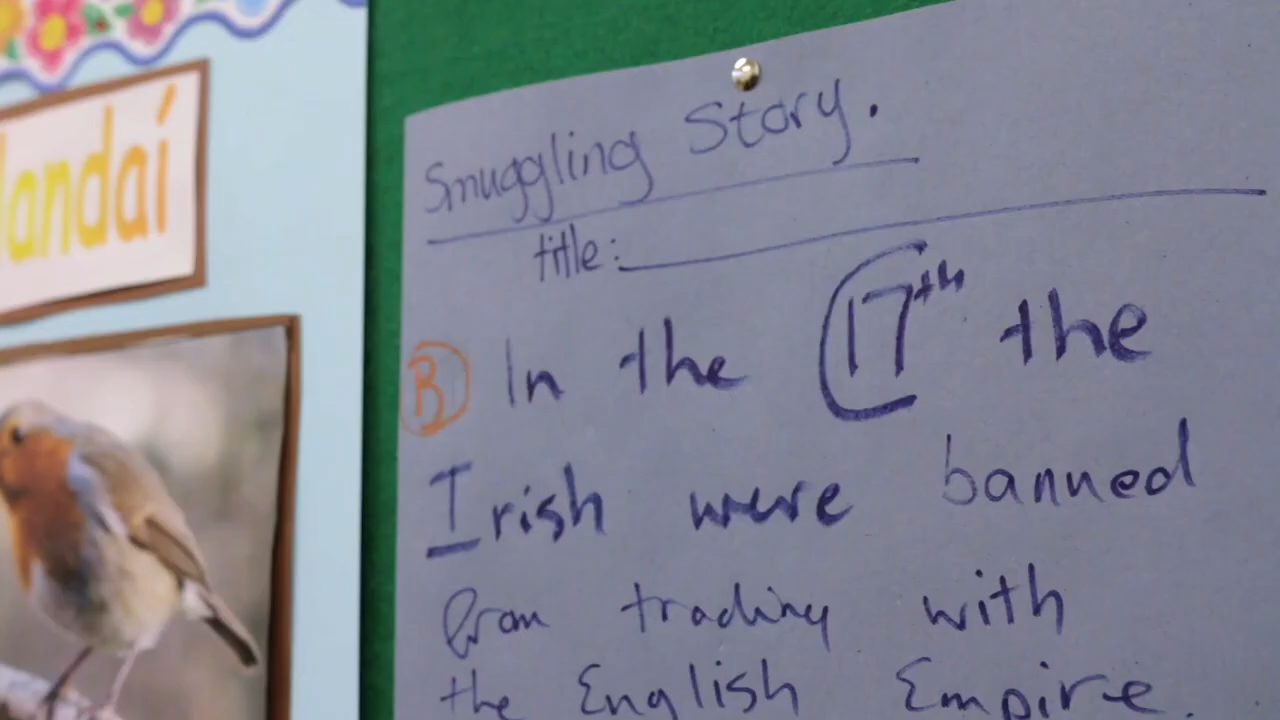 landaí
Smuggling Story.
title:
B In the 17th the
Irish were banned
from trading with
the English Empire.